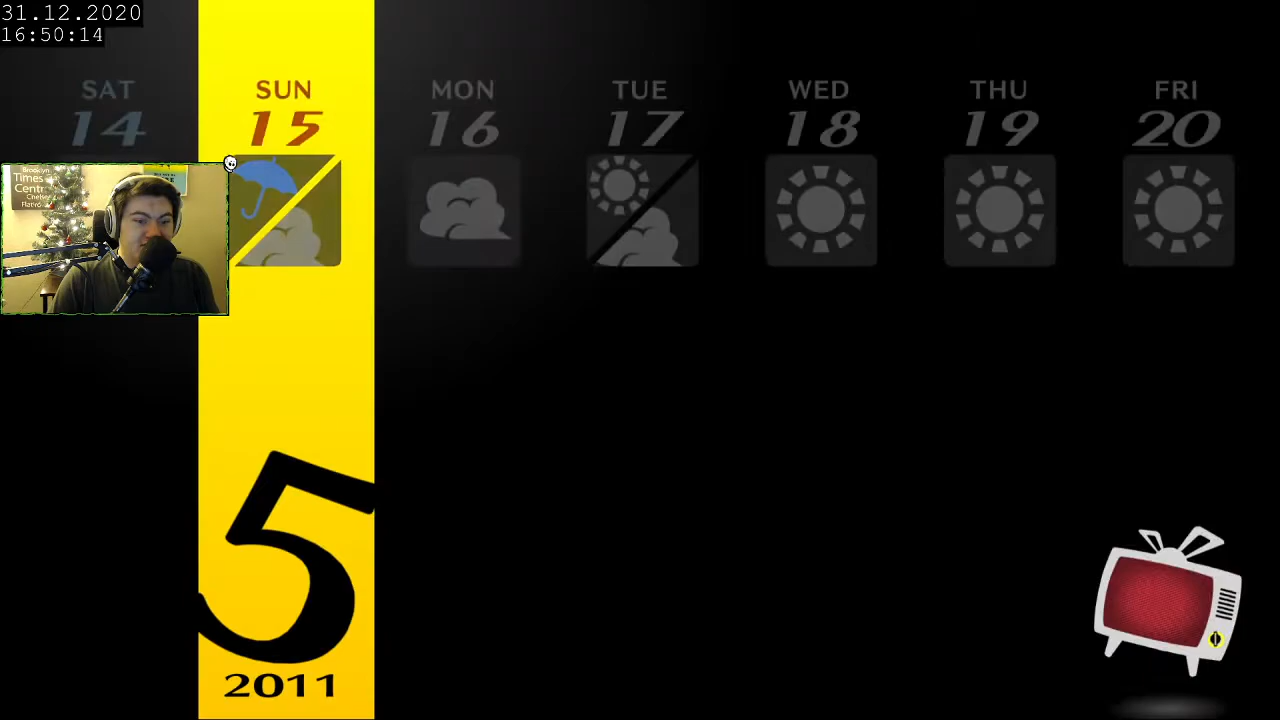 31.12.2020
16:50:14
SAT SUN MON TUE WED THU FRI
14 15 16 17 18 19 20
Times
5
2011